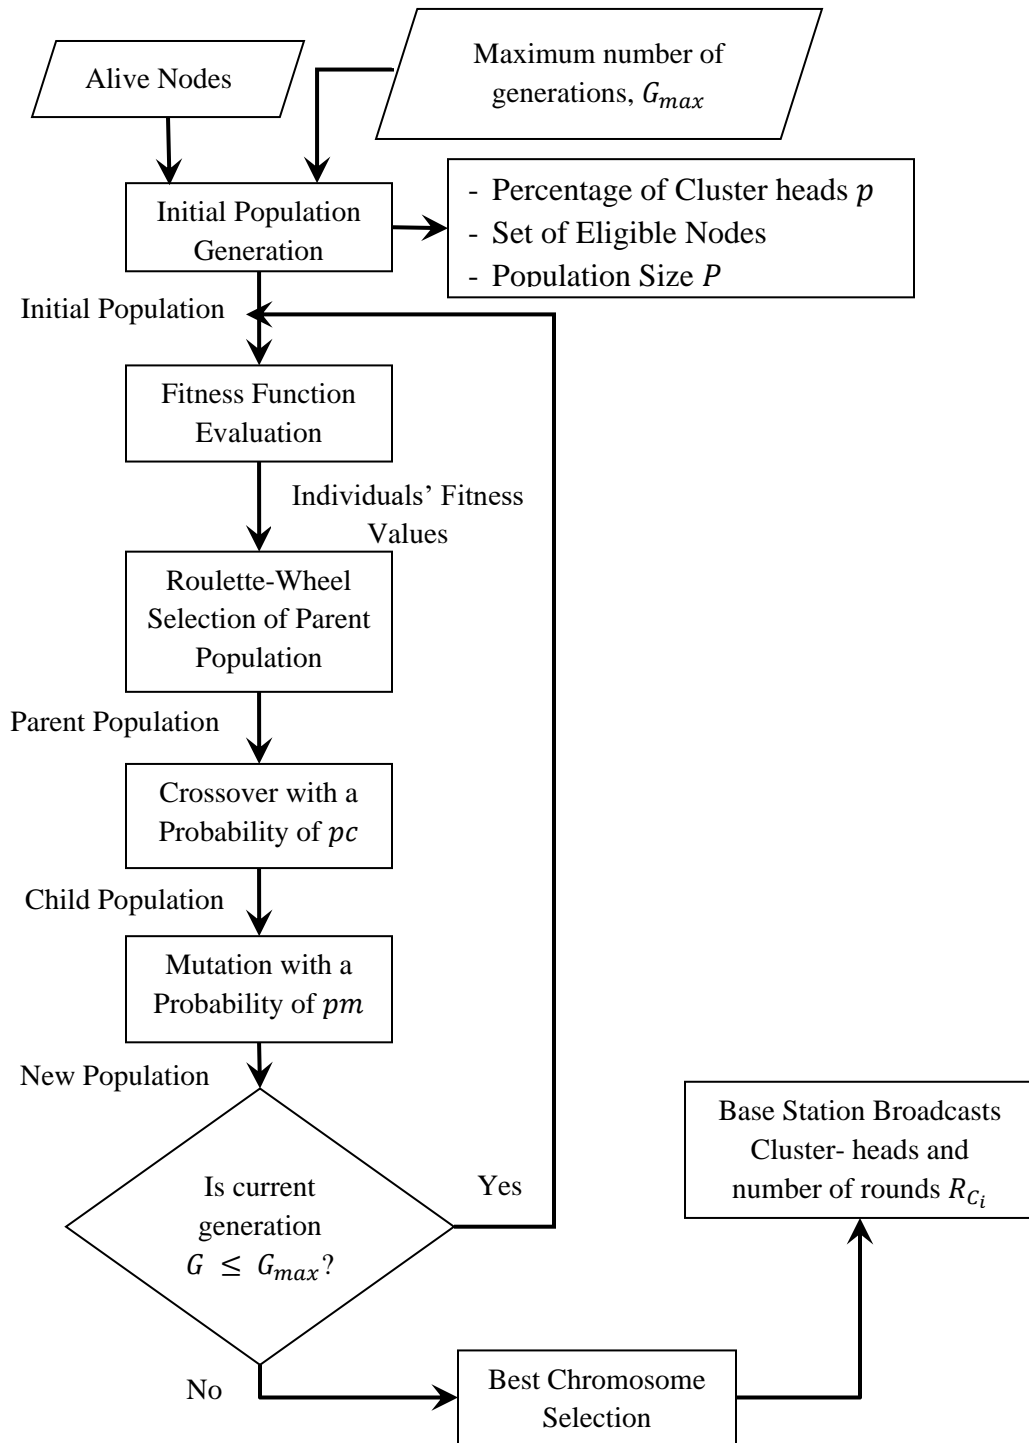 Alive Nodes
Maximum number of
generations, G_max
Initial Population
Generation
- Percentage of Cluster heads p
- Set of Eligible Nodes
- Population Size P
Initial Population
Fitness Function
Evaluation
Individuals’ Fitness
Values
Roulette-Wheel
Selection of Parent
Population
Parent Population
Crossover with a
Probability of pc
Child Population
Mutation with a
Probability of pm
New Population
Is current
generation
G ≤ G_max?
Yes
Base Station Broadcasts
Cluster- heads and
number of rounds R_{C_i}
No
Best Chromosome
Selection